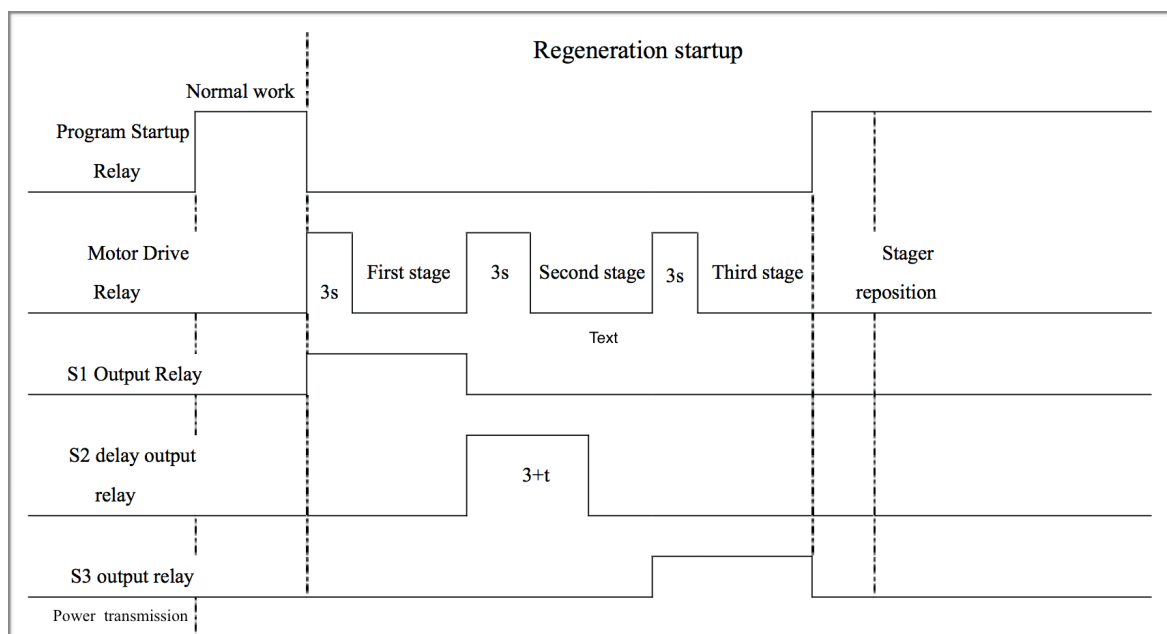 Regeneration startup
Normal work
Program Startup
Relay
Motor Drive
Relay
3s
First stage
3s
Second stage
3s
Third stage
Stager
reposition
Text
S1 Output Relay
S2 delay output
relay
3+t
S3 output relay
Power transmission